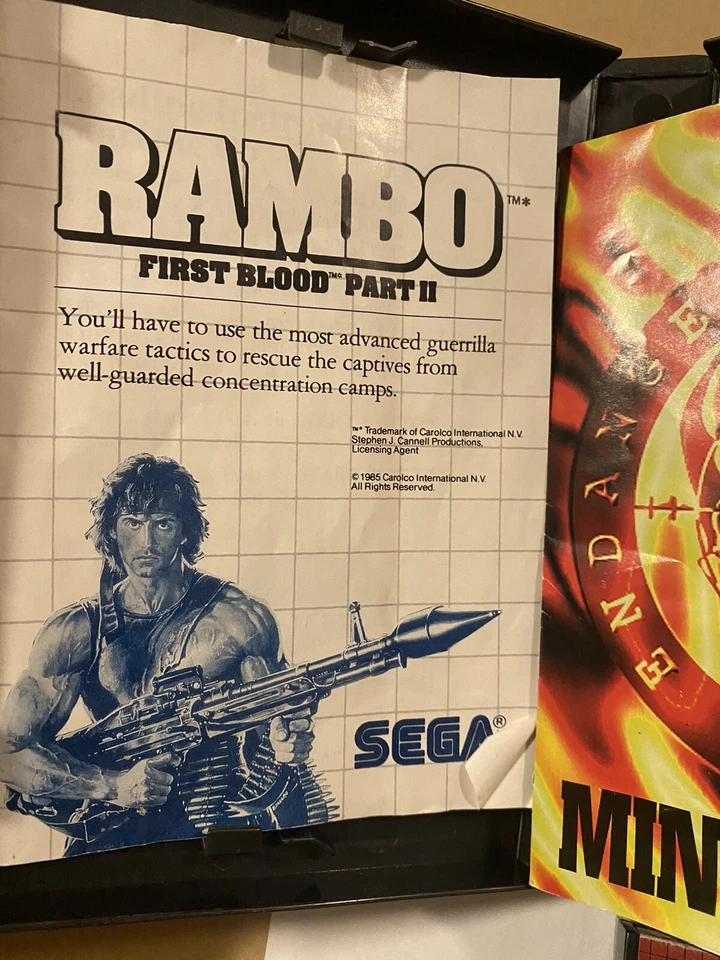 RAMBO™*
FIRST BLOOD™° PART II
You'll have to use the most advanced guerrilla
warfare tactics to rescue the captives from
well-guarded concentration camps.
™* Trademark of Carolco International N.V.
Stephen J. Cannell Productions,
Licensing Agent
© 1985 Carolco International N.V.
All Rights Reserved.
SEGA®
ENDANGE
MIN